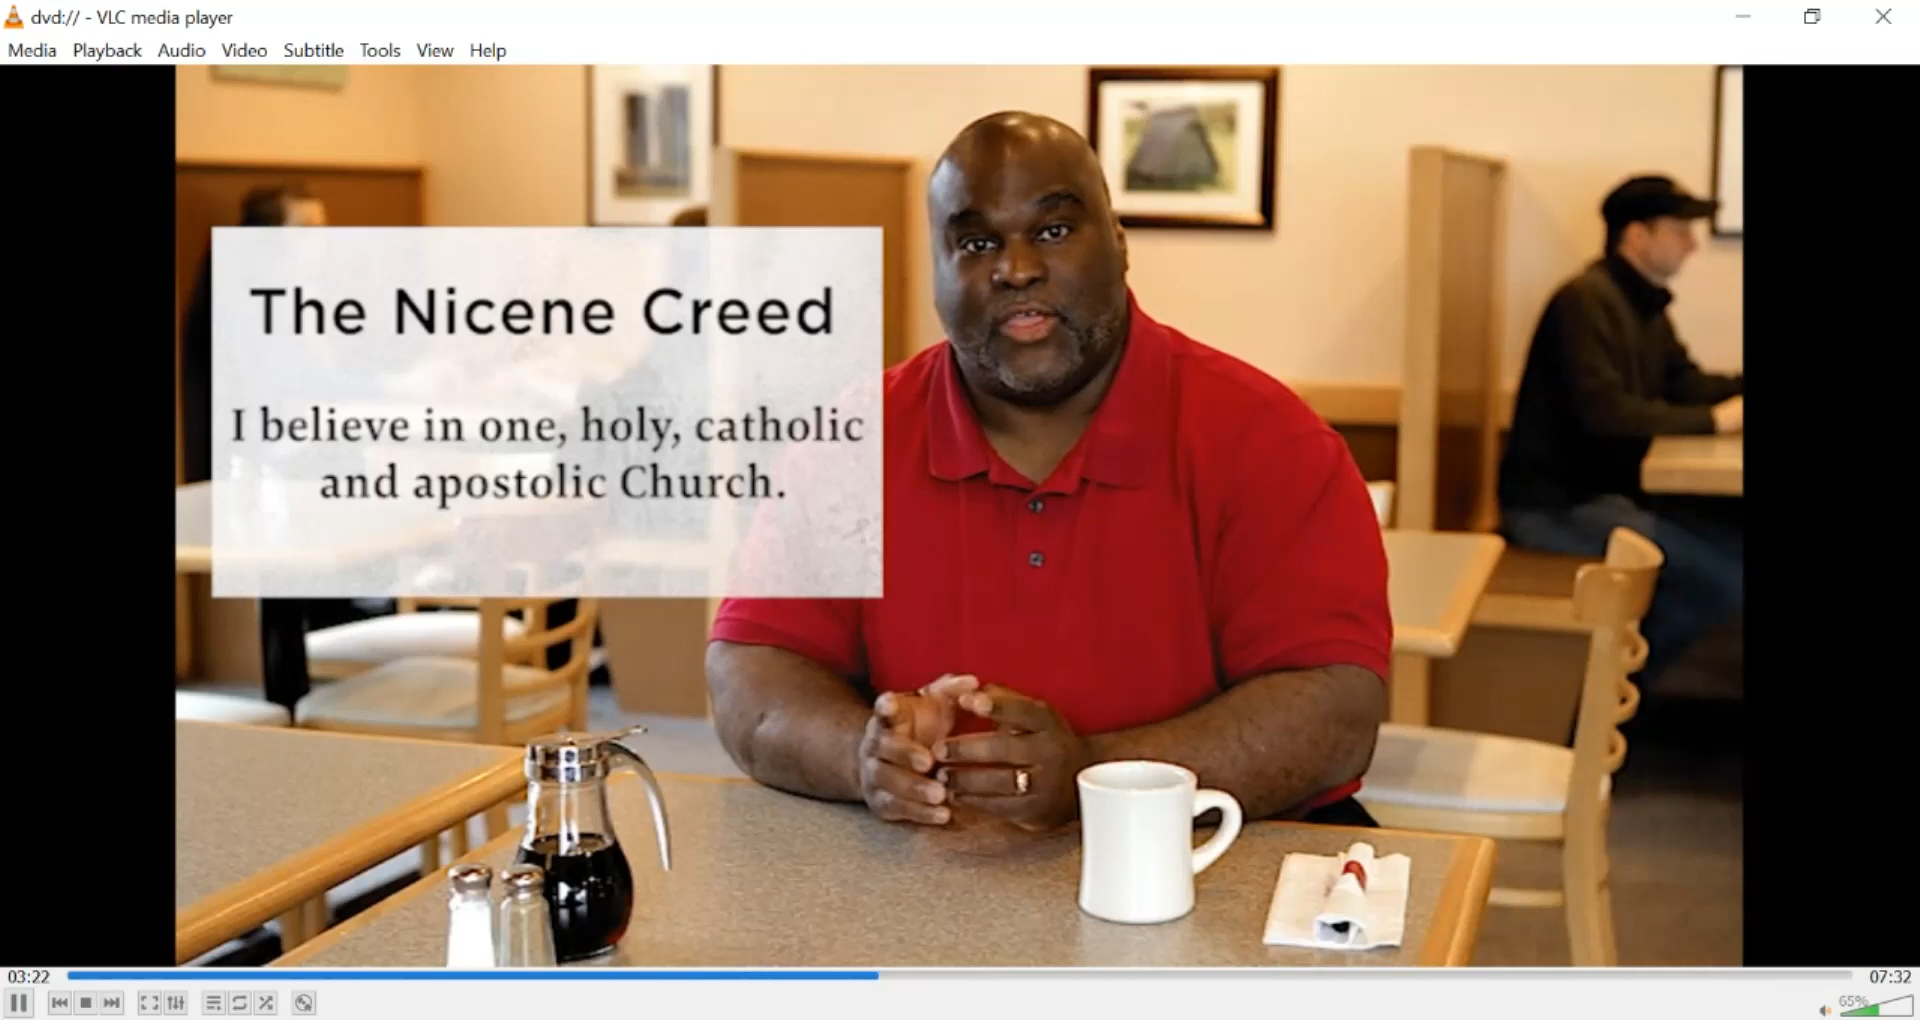 dvd:// - VLC media player
Media Playback Audio Video Subtitle Tools View Help
The Nicene Creed
I believe in one, holy, catholic
and apostolic Church.
03:22
07:32
65%